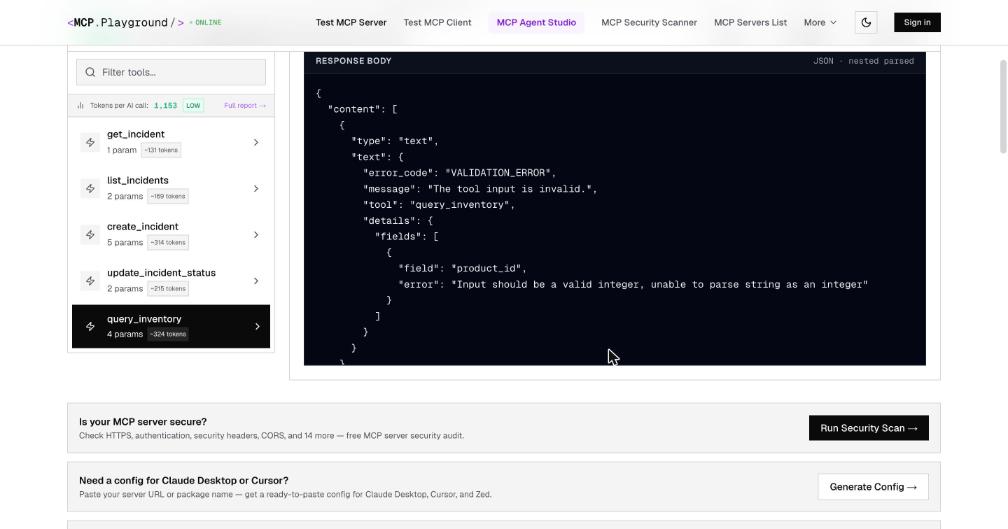 <MCP.Playground/> ONLINE
Test MCP Server
Test MCP Client
MCP Agent Studio
MCP Security Scanner
MCP Servers List
More
Sign in
Filter tools...
Tokens per AI call: 1,153 LOW Full report →
get_incident
1 param ~131 tokens
list_incidents
2 params ~169 tokens
create_incident
5 params ~314 tokens
update_incident_status
2 params ~215 tokens
query_inventory
4 params ~324 tokens
RESPONSE BODY JSON · nested parsed
{
"content": [
{
"type": "text",
"text": {
"error_code": "VALIDATION_ERROR",
"message": "The tool input is invalid.",
"tool": "query_inventory",
"details": {
"fields": [
{
"field": "product_id",
"error": "Input should be a valid integer, unable to parse string as an integer"
}
]
}
}
}
Is your MCP server secure?
Check HTTPS, authentication, security headers, CORS, and 14 more — free MCP server security audit.
Run Security Scan →
Need a config for Claude Desktop or Cursor?
Paste your server URL or package name — get a ready-to-paste config for Claude Desktop, Cursor, and Zed.
Generate Config →